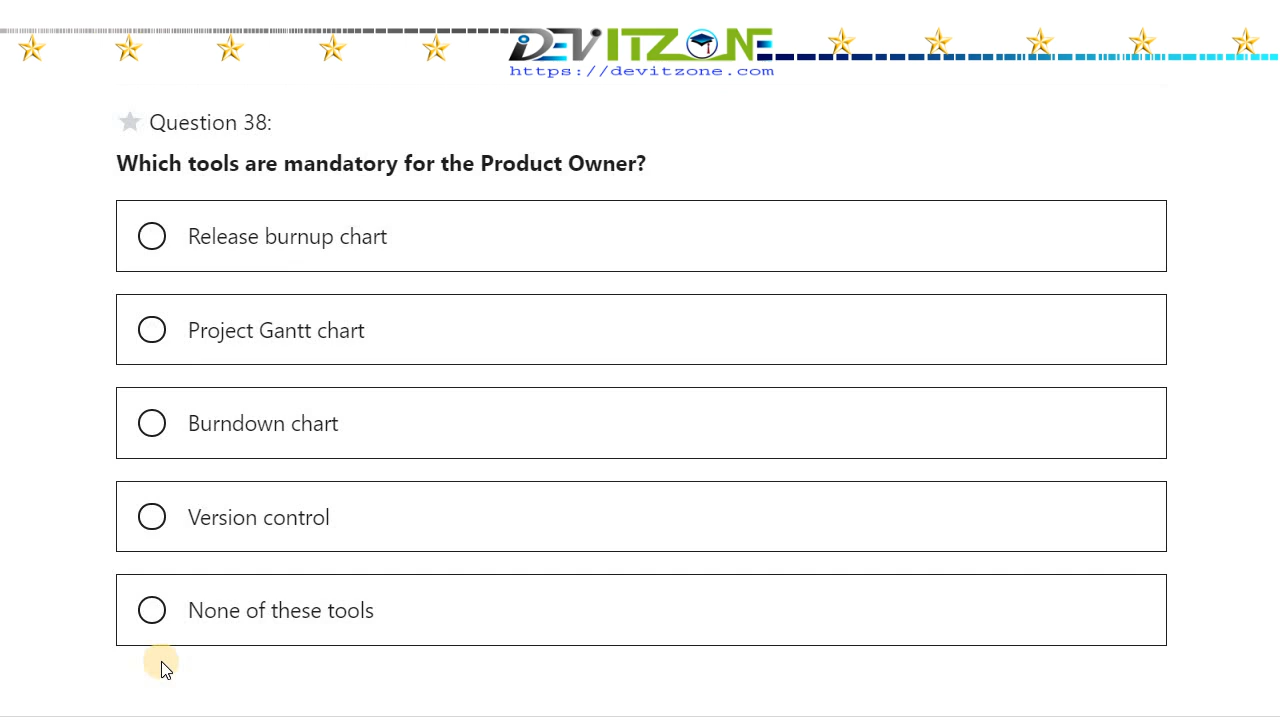 DEVITZONE
https://devitzone.com
Question 38:
Which tools are mandatory for the Product Owner?
Release burnup chart
Project Gantt chart
Burndown chart
Version control
None of these tools